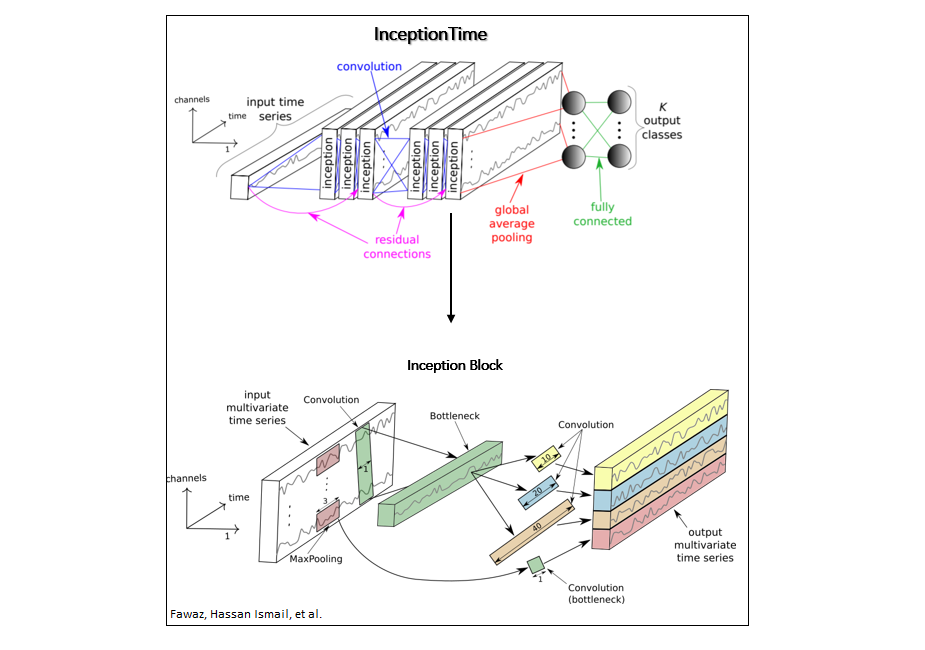 InceptionTime
convolution
channels
time
1
input time
series
inception
inception
inception
inception
inception
inception
K
output
classes
residual
connections
global
average
pooling
fully
connected
Inception Block
input
multivariate
time series
Convolution
Bottleneck
Convolution
channels
time
1
1
3
MaxPooling
10
20
40
1
Convolution
(bottleneck)
output
multivariate
time series
Fawaz, Hassan Ismail, et al.